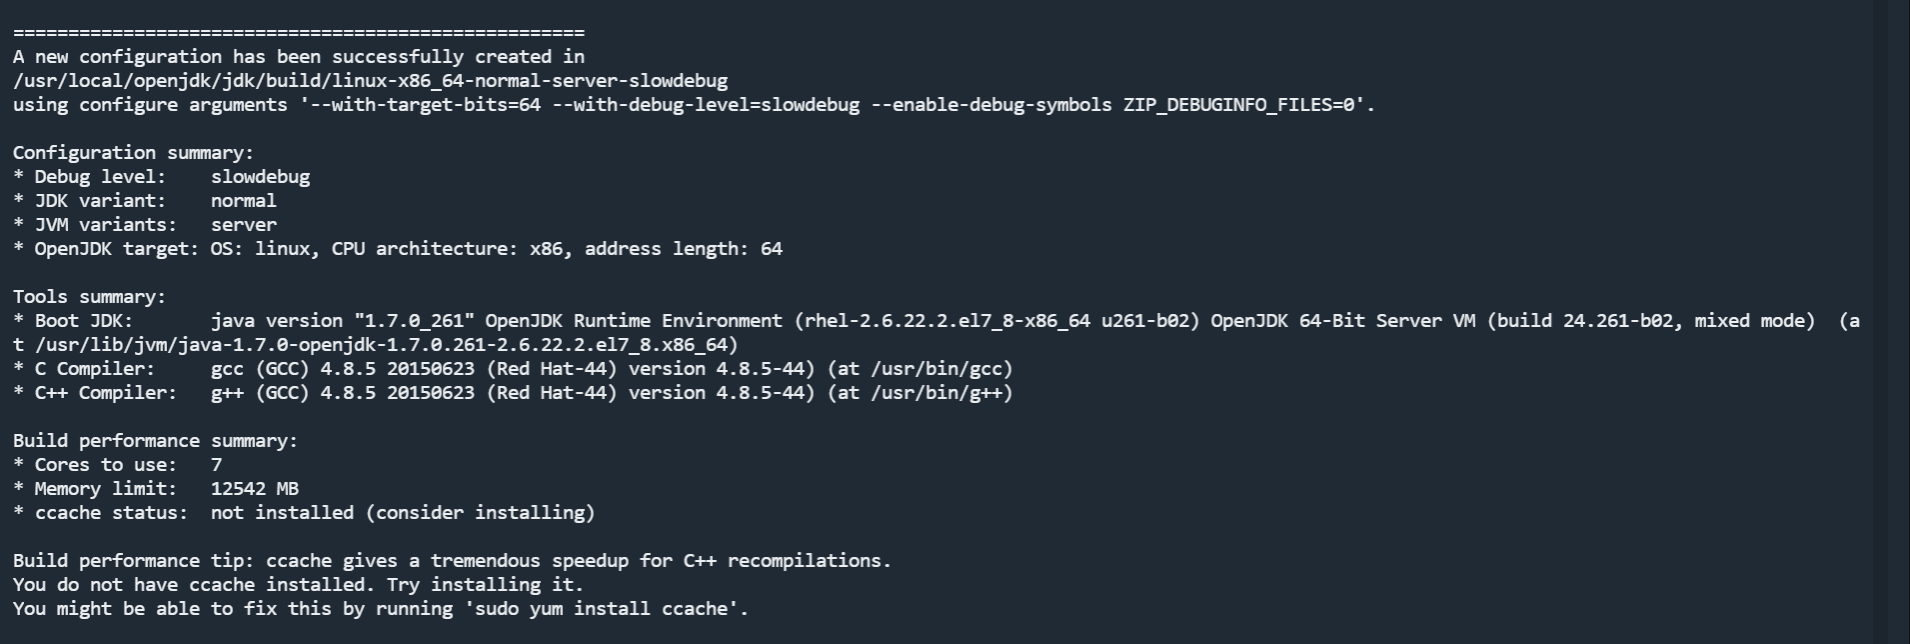 ====================================================
A new configuration has been successfully created in
/usr/local/openjdk/jdk/build/linux-x86_64-normal-server-slowdebug
using configure arguments '--with-target-bits=64 --with-debug-level=slowdebug --enable-debug-symbols ZIP_DEBUGINFO_FILES=0'.

Configuration summary:
* Debug level:    slowdebug
* JDK variant:    normal
* JVM variants:   server
* OpenJDK target: OS: linux, CPU architecture: x86, address length: 64

Tools summary:
* Boot JDK:       java version "1.7.0_261" OpenJDK Runtime Environment (rhel-2.6.22.2.el7_8-x86_64 u261-b02) OpenJDK 64-Bit Server VM (build 24.261-b02, mixed mode)  (a
t /usr/lib/jvm/java-1.7.0-openjdk-1.7.0.261-2.6.22.2.el7_8.x86_64)
* C Compiler:     gcc (GCC) 4.8.5 20150623 (Red Hat-44) version 4.8.5-44) (at /usr/bin/gcc)
* C++ Compiler:   g++ (GCC) 4.8.5 20150623 (Red Hat-44) version 4.8.5-44) (at /usr/bin/g++)

Build performance summary:
* Cores to use:   7
* Memory limit:   12542 MB
* ccache status:  not installed (consider installing)

Build performance tip: ccache gives a tremendous speedup for C++ recompilations.
You do not have ccache installed. Try installing it.
You might be able to fix this by running 'sudo yum install ccache'.